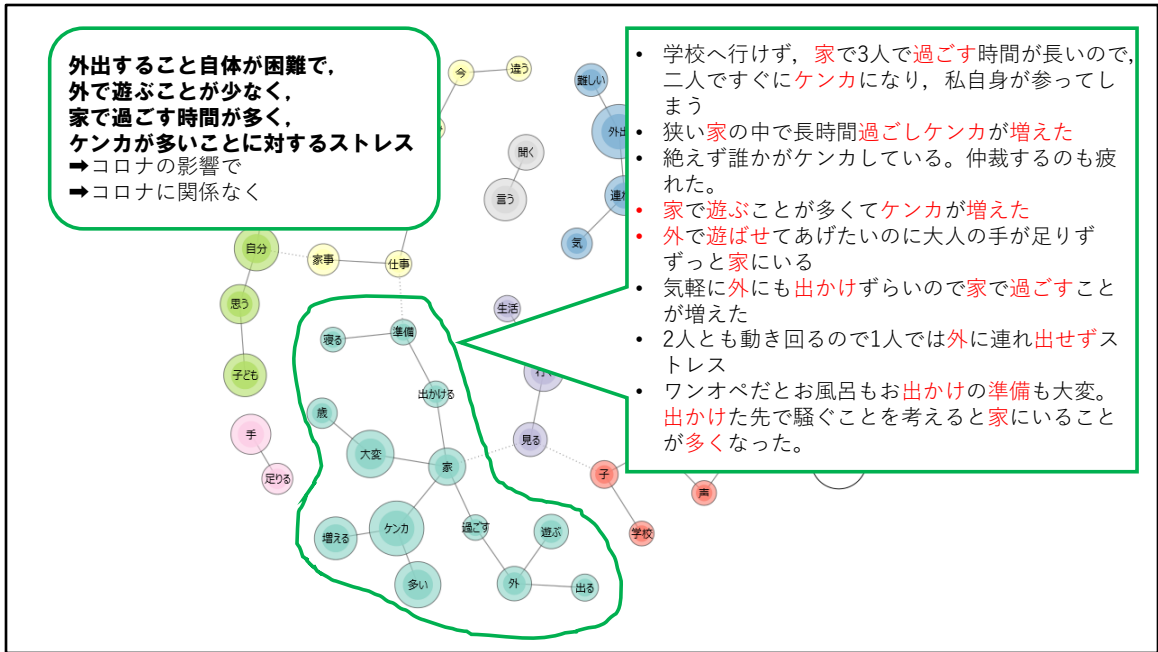 外出すること自体が困難で，
外で遊ぶことが少なく，
家で過ごす時間が多く，
ケンカが多いことに対するストレス
➡コロナの影響で
➡コロナに関係なく
• 学校へ行けず，家で3人で過ごす時間が長いので，
二人ですぐにケンカになり，私自身が参ってし
まう
• 狭い家の中で長時間過ごしケンカが増えた
• 絶えず誰かがケンカしている。仲裁するのも疲
れた。
• 家で遊ぶことが多くてケンカが増えた
• 外で遊ばせてあげたいのに大人の手が足りず
ずっと家にいる
• 気軽に外にも出かけずらいので家で過ごすこと
が増えた
• 2人とも動き回るので1人では外に連れ出せずス
トレス
• ワンオペだとお風呂もお出かけの準備も大変。
出かけた先で騒ぐことを考えると家にいること
が多くなった。
今
違う
難しい
外出
聞く
言う
連れ
気
自分
家事
仕事
思う
生活
寝る
準備
子ども
行く
出かける
歳
手
大変
家
見る
足りる
子
声
増える
ケンカ
過ごす
遊ぶ
学校
多い
外
出る